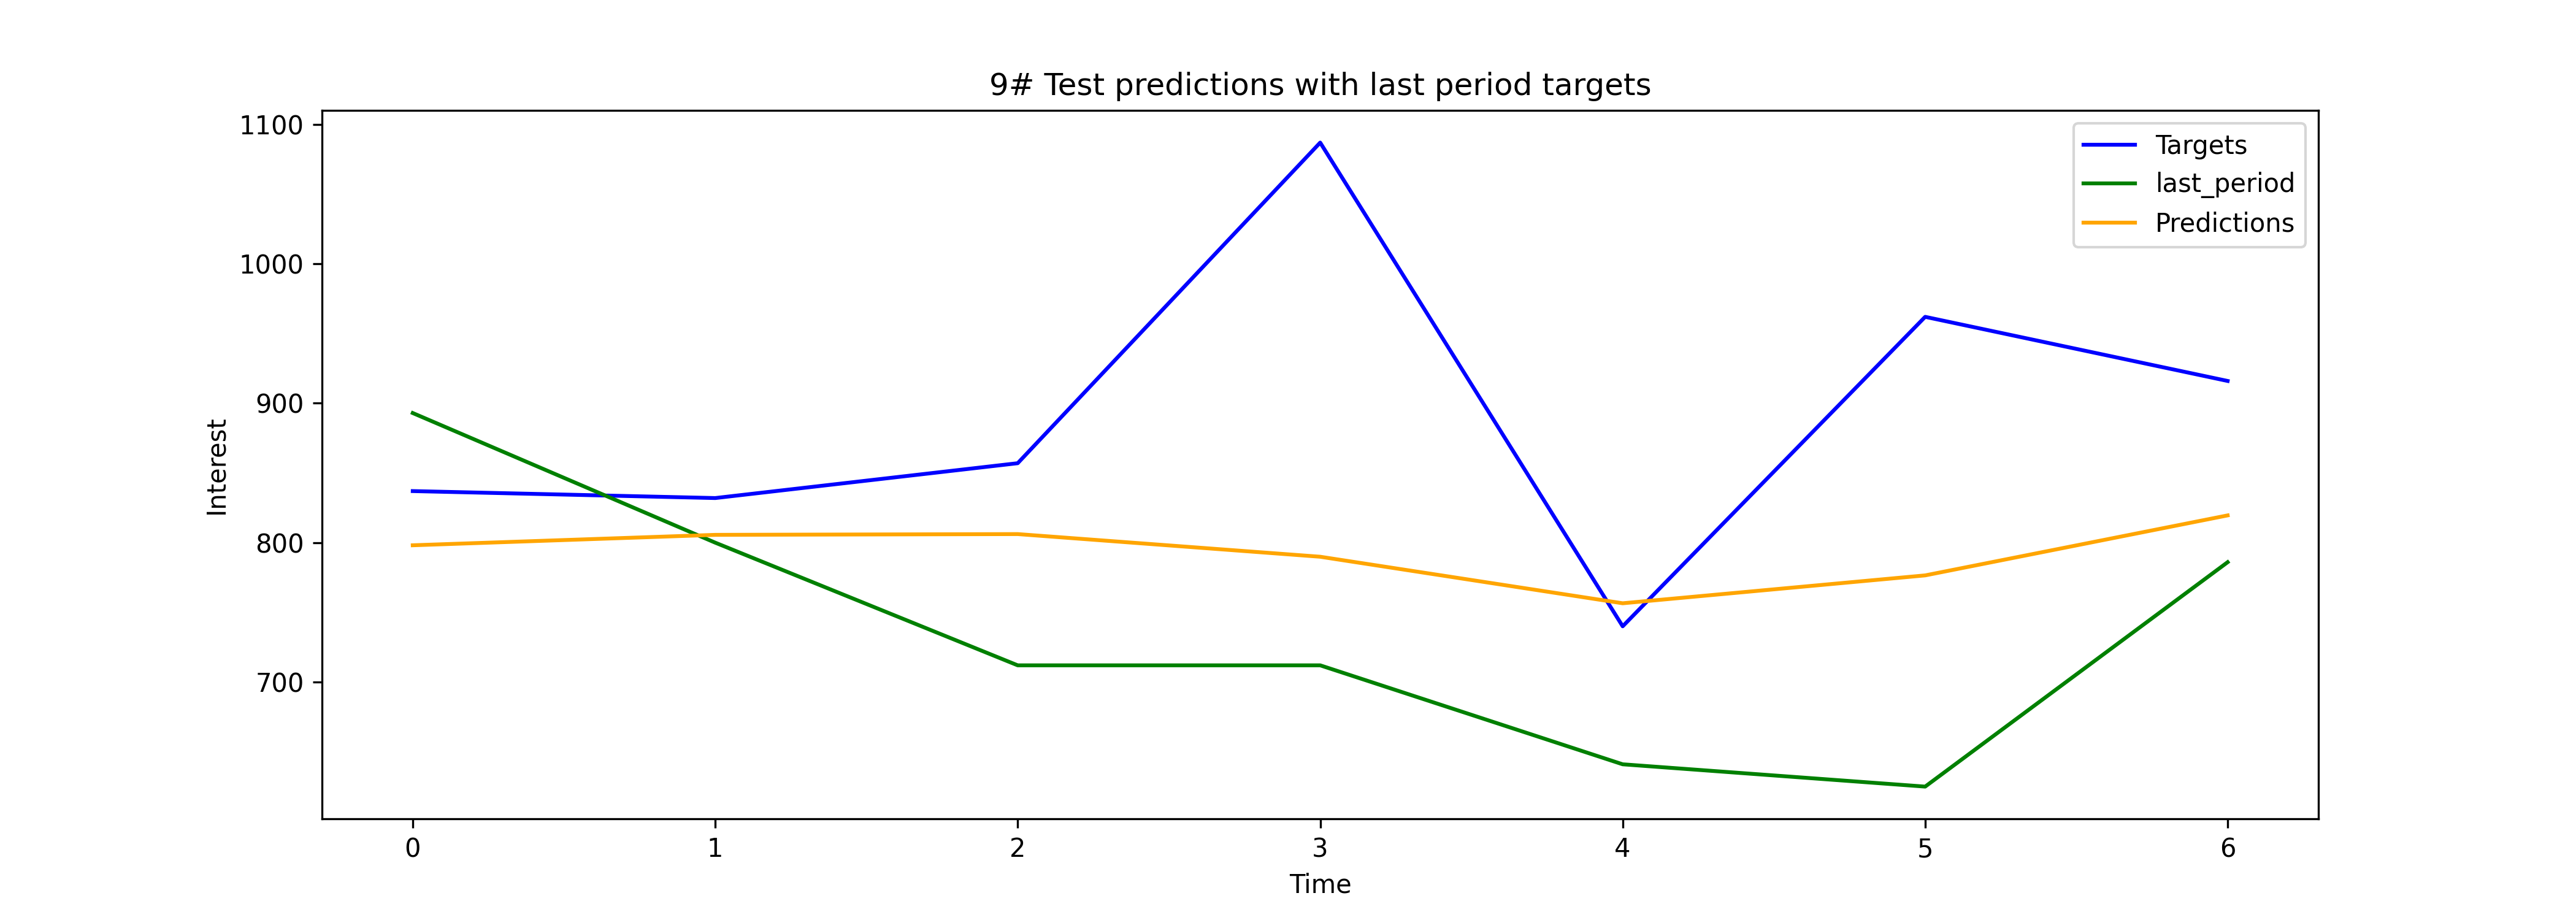 9# Test predictions with last period targets
1100
1000
900
800
700
Interest
Targets
last_period
Predictions
0 1 2 3 4 5 6
Time